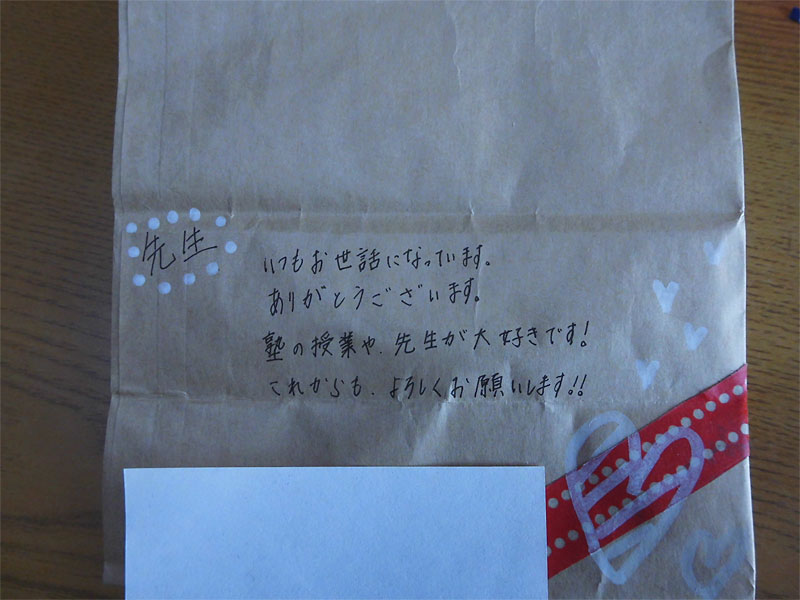 先生
いつもお世話になっています。
ありがとうございます。
塾の授業や、先生が大好きです!
これからも、よろしくお願いします!!